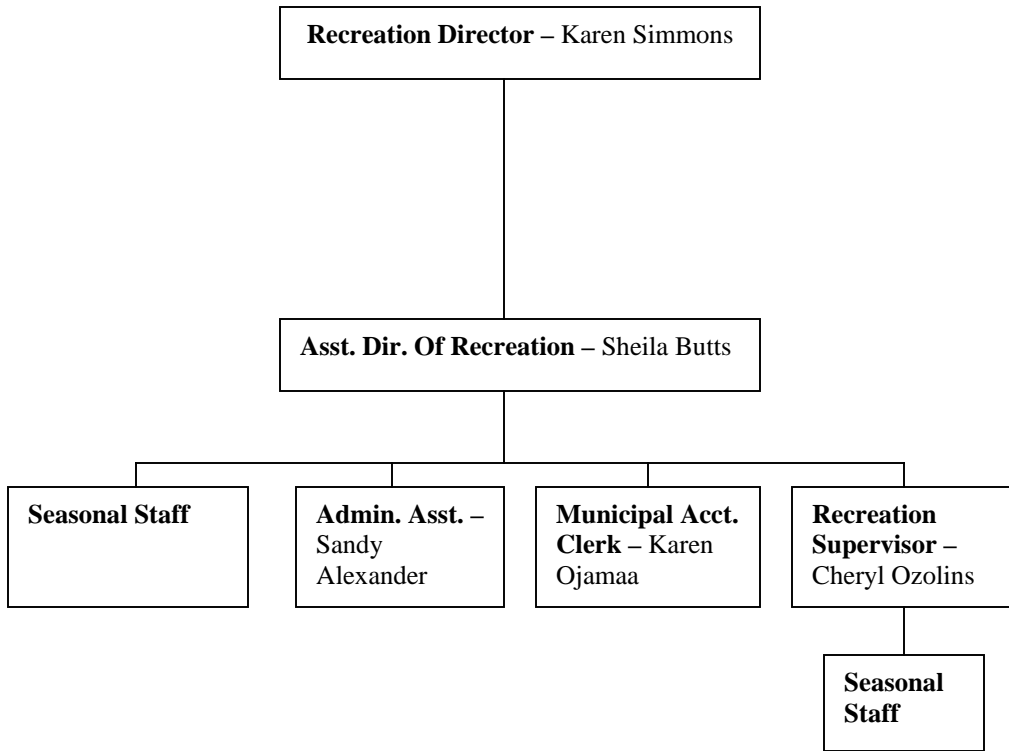 Recreation Director – Karen Simmons
Asst. Dir. Of Recreation – Sheila Butts
Seasonal Staff
Admin. Asst. –
Sandy
Alexander
Municipal Acct.
Clerk – Karen
Ojamaa
Recreation
Supervisor –
Cheryl Ozolins
Seasonal
Staff